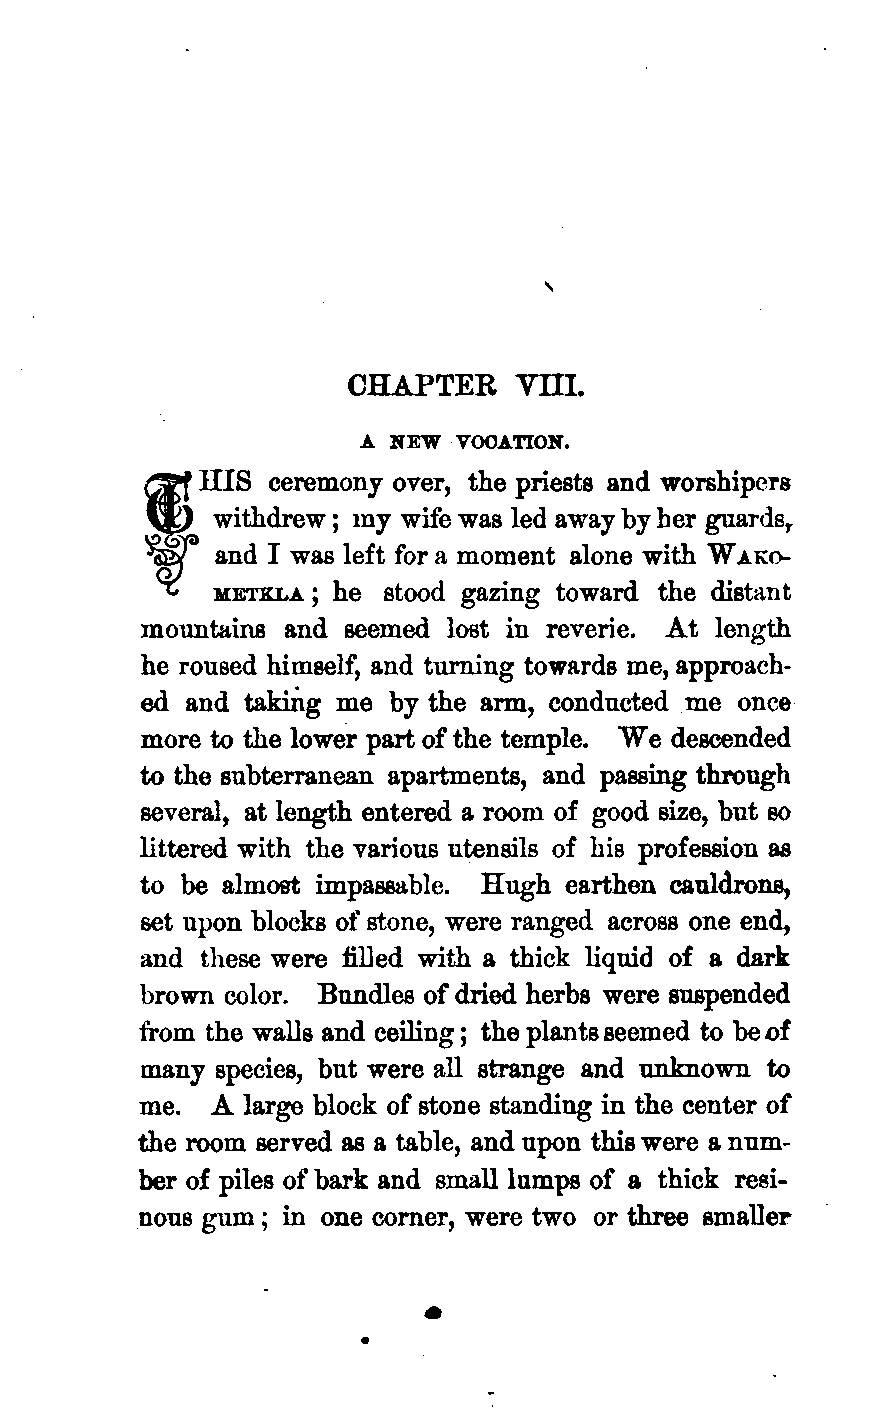 CHAPTER VIII.
A NEW VOCATION.
THIS ceremony over, the priests and worshipers
withdrew; my wife was led away by her guards,
and I was left for a moment alone with WAKO-
METKLA; he stood gazing toward the distant
mountains and seemed lost in reverie. At length
he roused himself, and turning towards me, approach-
ed and taking me by the arm, conducted me once
more to the lower part of the temple. We descended
to the subterranean apartments, and passing through
several, at length entered a room of good size, but so
littered with the various utensils of his profession as
to be almost impassable. Hugh earthen cauldrons,
set upon blocks of stone, were ranged across one end,
and these were filled with a thick liquid of a dark
brown color. Bundles of dried herbs were suspended
from the walls and ceiling; the plants seemed to be of
many species, but were all strange and unknown to
me. A large block of stone standing in the center of
the room served as a table, and upon this were a num-
ber of piles of bark and small lumps of a thick resi-
nous gum; in one corner, were two or three smaller